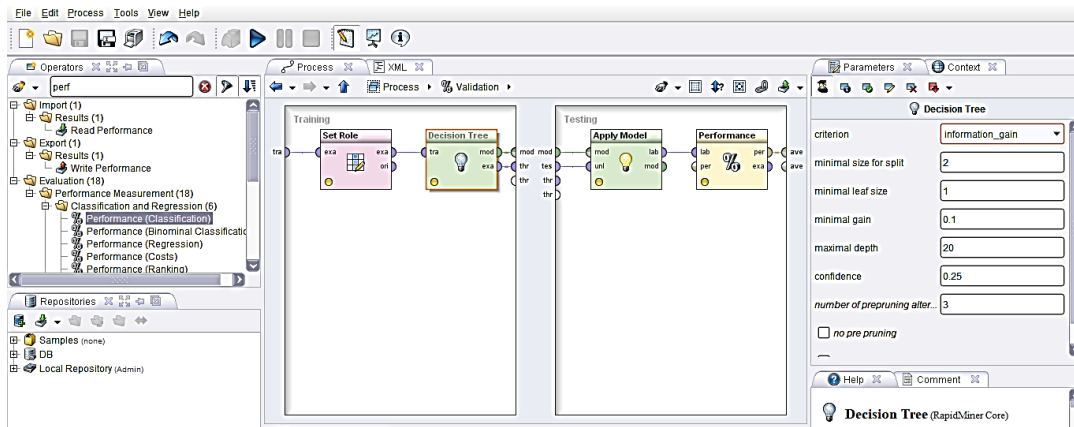 File Edit Process Tools View Help
Operators
perf
Import (1)
Results (1)
Read Performance
Export (1)
Results (1)
Write Performance
Evaluation (18)
Performance Measurement (18)
Classification and Regression (6)
Performance (Classification)
Performance (Binominal Classificatio
Performance (Regression)
Performance (Costs)
Performance (Ranking)
Repositories
Samples (none)
DB
Local Repository (Admin)
Process XML
Process Validation
Training
Set Role Decision Tree
tra exa exa tra mod mod
ori exa thr
thr
Testing
Apply Model Performance
mod mod lab lab per ave
tes unl mod per exa ave
thr
thr
Parameters Context
Decision Tree
criterion information_gain
minimal size for split 2
minimal leaf size 1
minimal gain 0.1
maximal depth 20
confidence 0.25
number of prepruning alter... 3
no pre pruning
Help Comment
Decision Tree (RapidMiner Core)